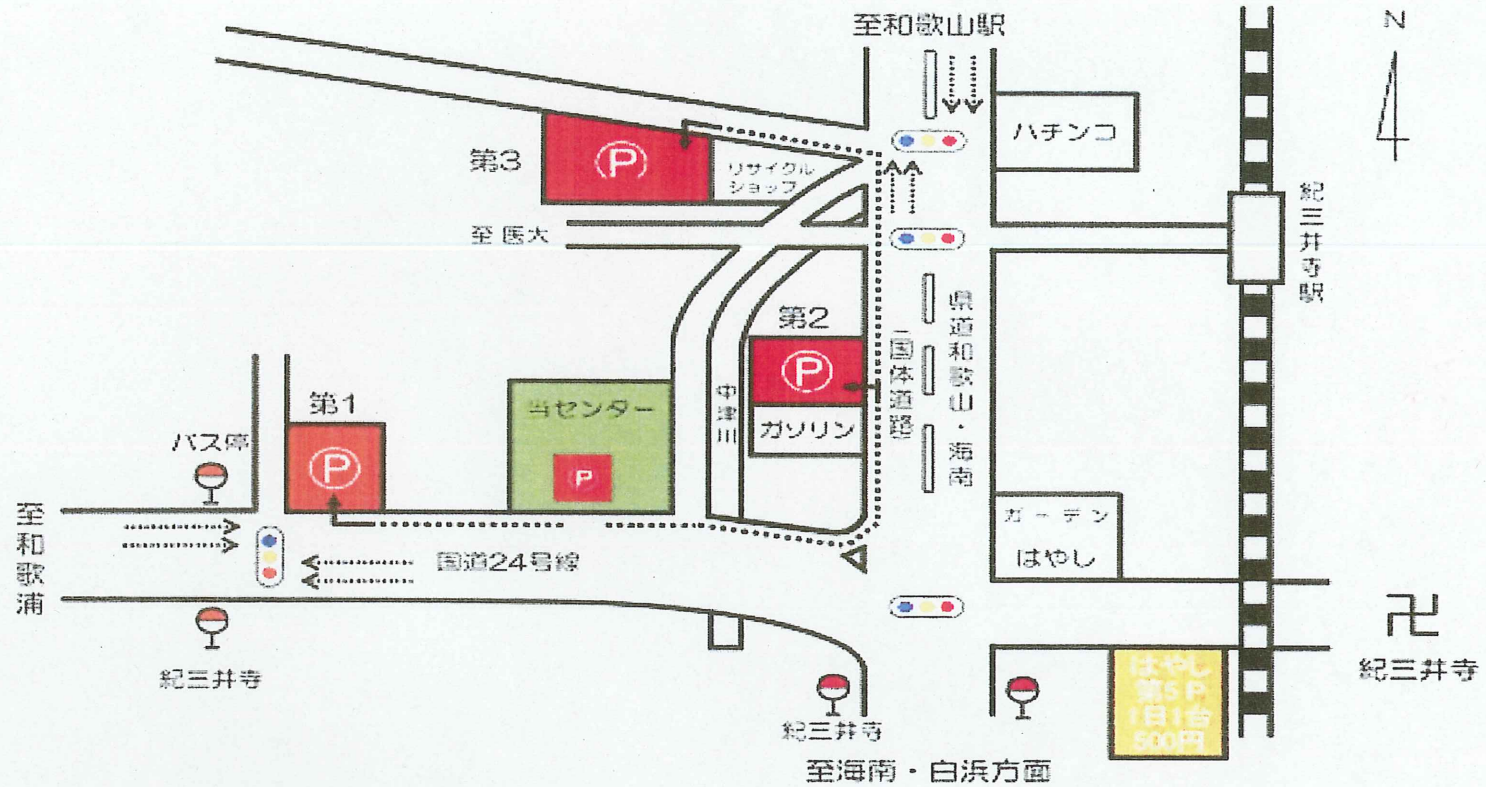 至和歌山駅
N
ハチンコ
第3
P
リサイクル
ショップ
至医大
紀三井寺駅
県道和歌山・海南
(国体道路)
第2
P
ガソリン
中津川
当センター
P
第1
P
バス停
至和歌浦
国道24号線
ガーデン
はやし
紀三井寺
卍
紀三井寺
紀三井寺
はやし
第5P
1日1台
500円
至海南・白浜方面